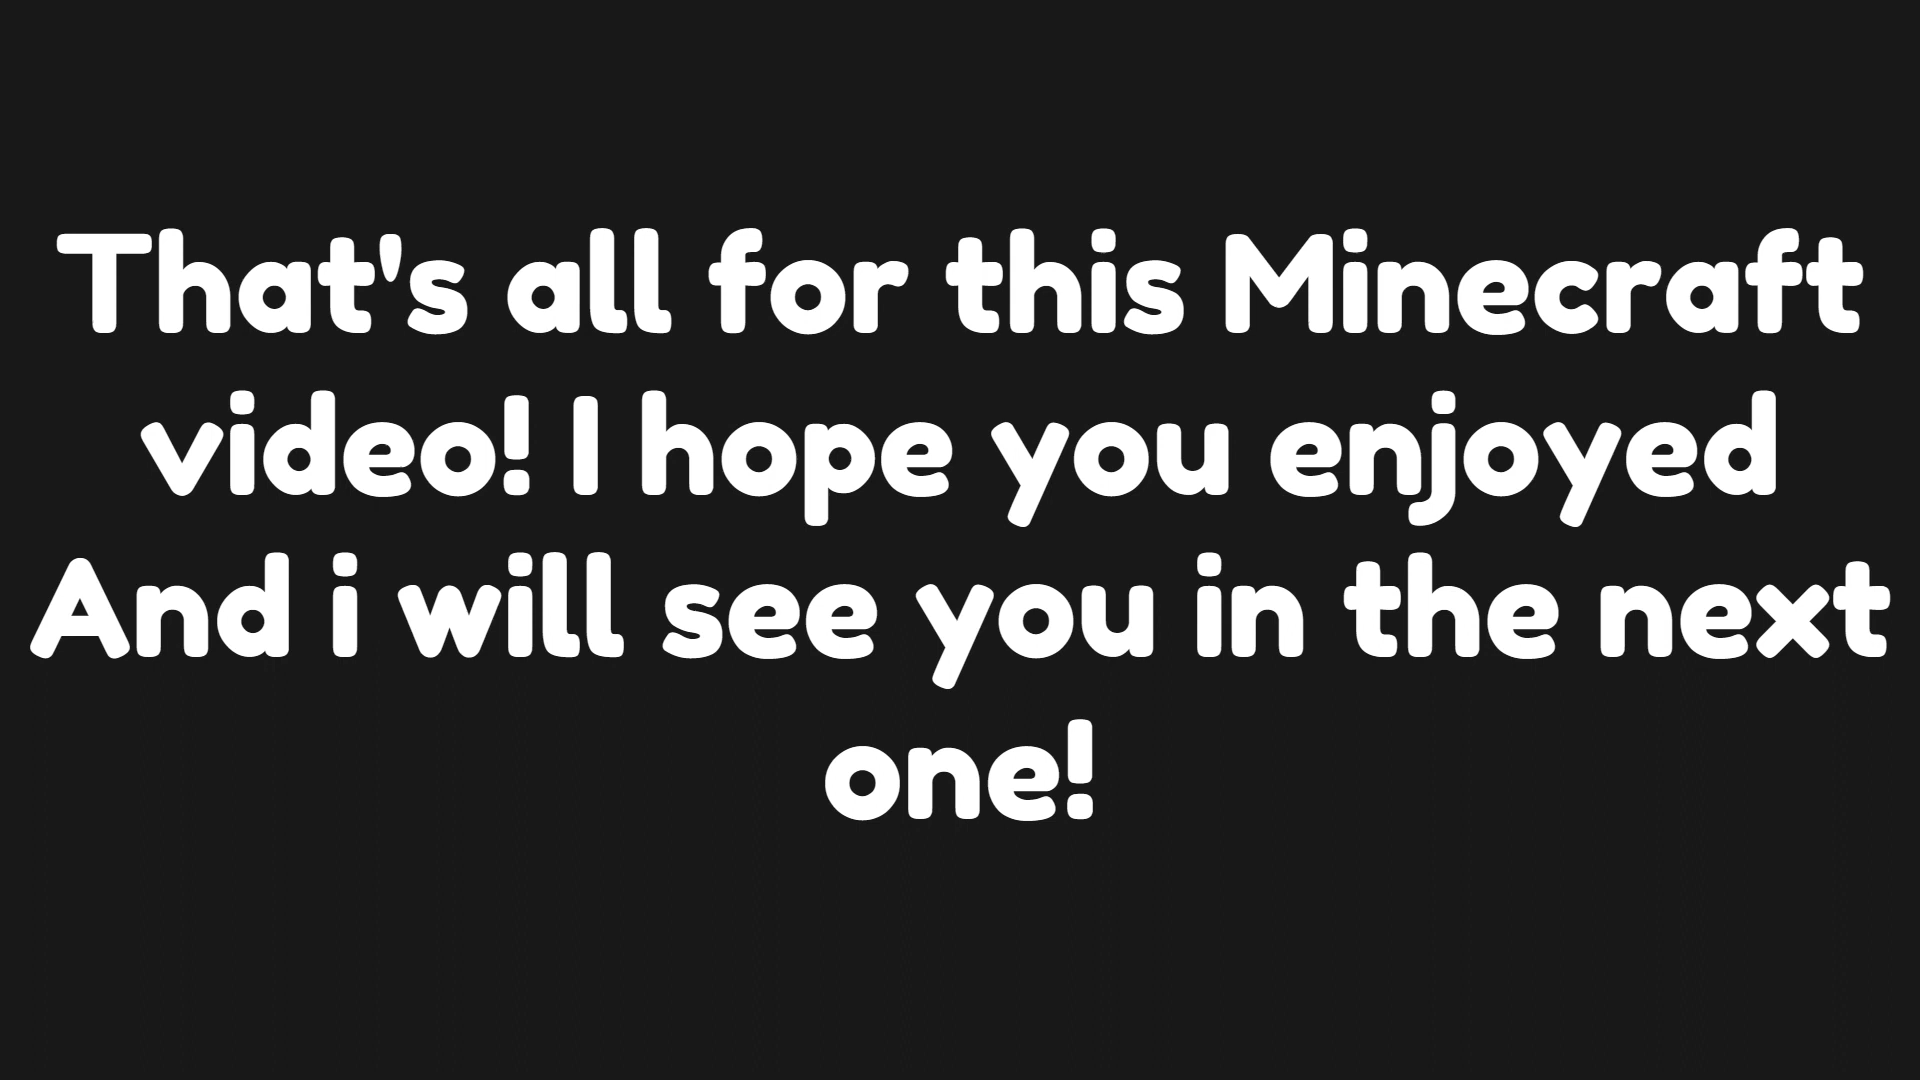 That's all for this Minecraft
video! I hope you enjoyed
And i will see you in the next
one!